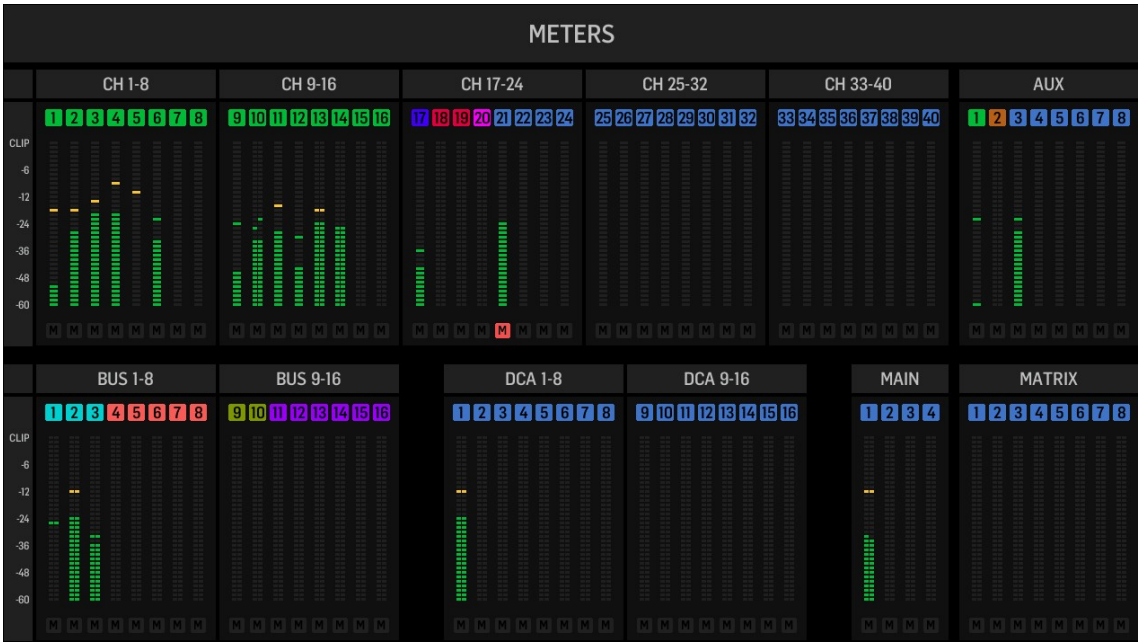 METERS
CH 1-8 CH 9-16 CH 17-24 CH 25-32 CH 33-40 AUX
1 2 3 4 5 6 7 8 9 10 11 12 13 14 15 16 17 18 19 20 21 22 23 24 25 26 27 28 29 30 31 32 33 34 35 36 37 38 39 40 1 2 3 4 5 6 7 8
CLIP
-6
-12
-24
-36
-48
-60
M M M M M M M M M M M M M M M M M M M M M M M M M M M M M M M M M M M M M M M M M M M M M M M M
BUS 1-8 BUS 9-16 DCA 1-8 DCA 9-16 MAIN MATRIX
1 2 3 4 5 6 7 8 9 10 11 12 13 14 15 16 1 2 3 4 5 6 7 8 9 10 11 12 13 14 15 16 1 2 3 4 1 2 3 4 5 6 7 8
CLIP
-6
-12
-24
-36
-48
-60
M M M M M M M M M M M M M M M M M M M M M M M M M M M M M M M M M M M M M M M M M M M M